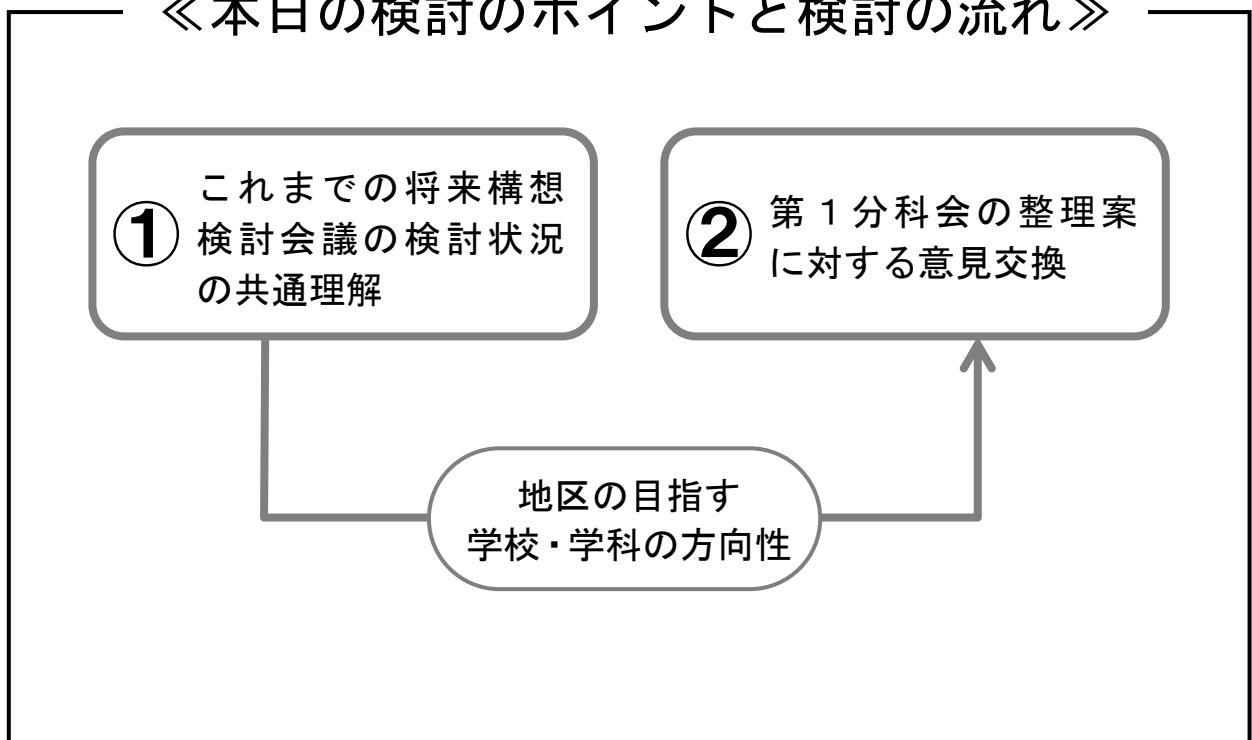 ≪本日の検討のポイントと検討の流れ≫
①
これまでの将来構想
検討会議の検討状況
の共通理解
②
第１分科会の整理案
に対する意見交換
地区の目指す
学校・学科の方向性